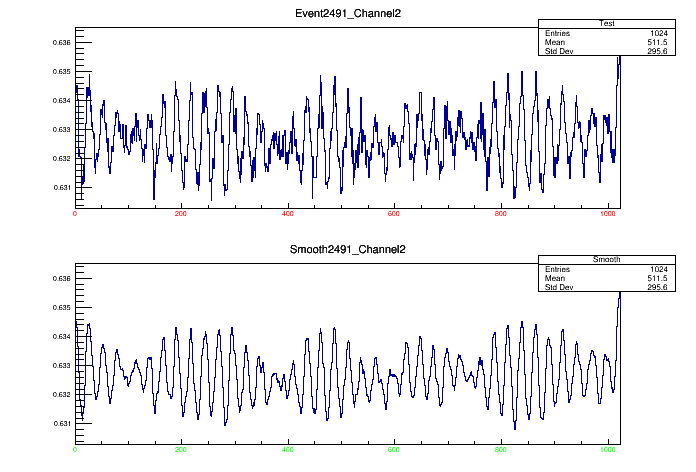 Event2491_Channel2
Test
Entries 1024
Mean 511.5
Std Dev 295.6
0.636
0.635
0.634
0.633
0.632
0.631
0 200 400 600 800 1000
Smooth2491_Channel2
Smooth
Entries 1024
Mean 511.5
Std Dev 295.6
0.636
0.635
0.634
0.633
0.632
0.631
0 200 400 600 800 1000